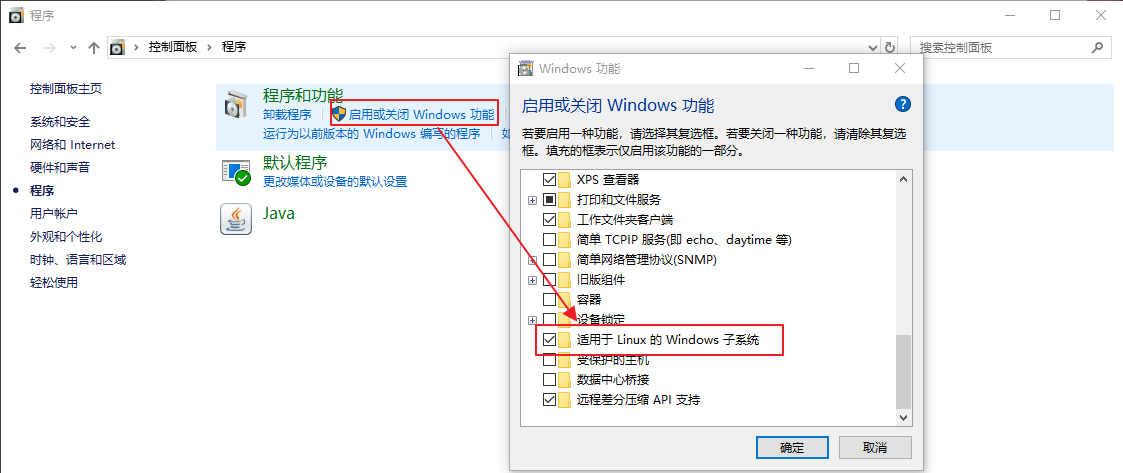 程序
控制面板
程序
搜索控制面板
控制面板主页
系统和安全
网络和 Internet
硬件和声音
程序
用户帐户
外观和个性化
时钟、语言和区域
轻松使用
程序和功能
卸载程序
启用或关闭 Windows 功能
运行为以前版本的 Windows 编写的程序
如
默认程序
更改媒体或设备的默认设置
Java
Windows 功能
启用或关闭 Windows 功能
若要启用一种功能，请选择其复选框。若要关闭一种功能，请清除其复选
框。填充的框表示仅启用该功能的一部分。
XPS 查看器
打印和文件服务
工作文件夹客户端
简单 TCPIP 服务(即 echo、daytime 等)
简单网络管理协议(SNMP)
旧版组件
容器
设备锁定
适用于 Linux 的 Windows 子系统
受保护的主机
数据中心桥接
远程差分压缩 API 支持
确定
取消